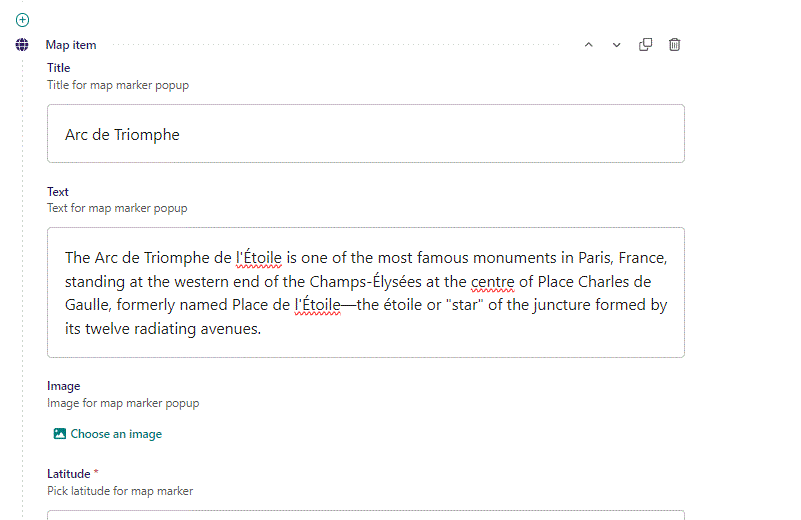 Map item
Title
Title for map marker popup
Arc de Triomphe
Text
Text for map marker popup
The Arc de Triomphe de l'Étoile is one of the most famous monuments in Paris, France,
standing at the western end of the Champs-Élysées at the centre of Place Charles de
Gaulle, formerly named Place de l'Étoile—the étoile or "star" of the juncture formed by
its twelve radiating avenues.
Image
Image for map marker popup
Choose an image
Latitude *
Pick latitude for map marker